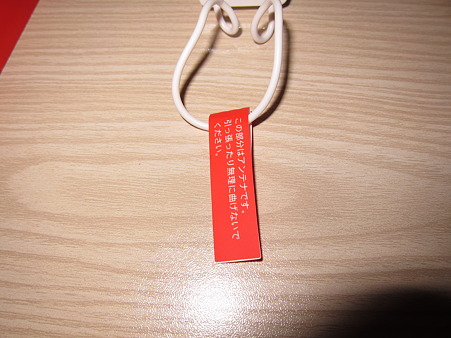 この部分はアンテナです。
引っ張ったり無理に曲げないで
ください。